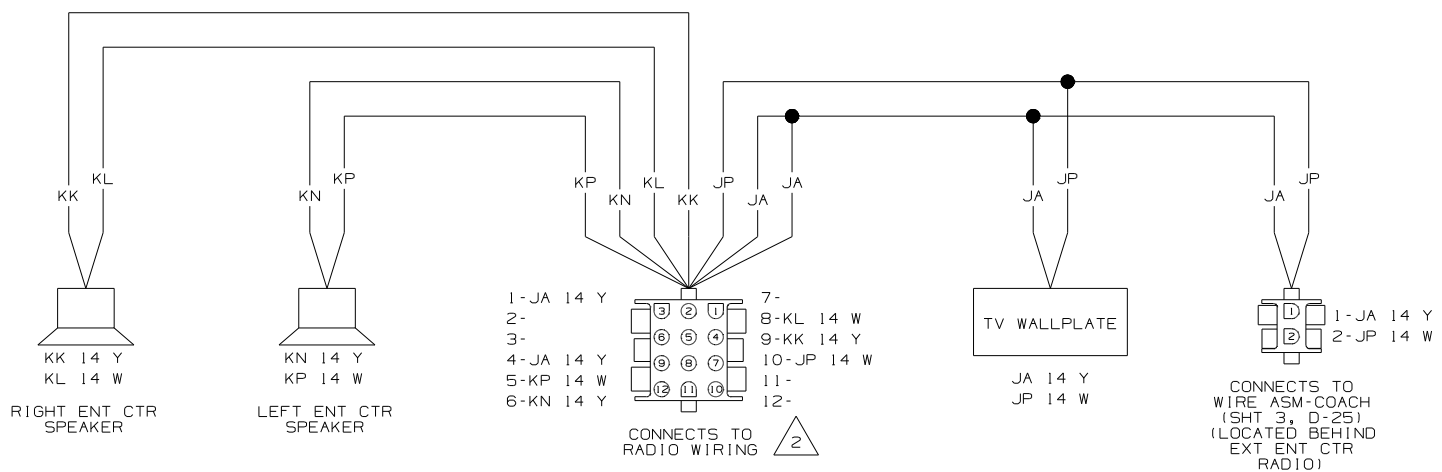 KK
KL
KN
KP
KP
KN
KL
KK
JP
JA
JA
JA
JP
JA
JP
KK 14 Y
KL 14 W
RIGHT ENT CTR
SPEAKER
KN 14 Y
KP 14 W
LEFT ENT CTR
SPEAKER
1-JA 14 Y
2-
3-
4-JA 14 Y
5-KP 14 W
6-KN 14 Y
3 2 1
6 5 4
9 8 7
12 11 10
7-
8-KL 14 W
9-KK 14 Y
10-JP 14 W
11-
12-
CONNECTS TO
RADIO WIRING
2
TV WALLPLATE
JA 14 Y
JP 14 W
1
2
1-JA 14 Y
2-JP 14 W
CONNECTS TO
WIRE ASM-COACH
(SHT 3, D-25)
(LOCATED BEHIND
EXT ENT CTR
RADIO)